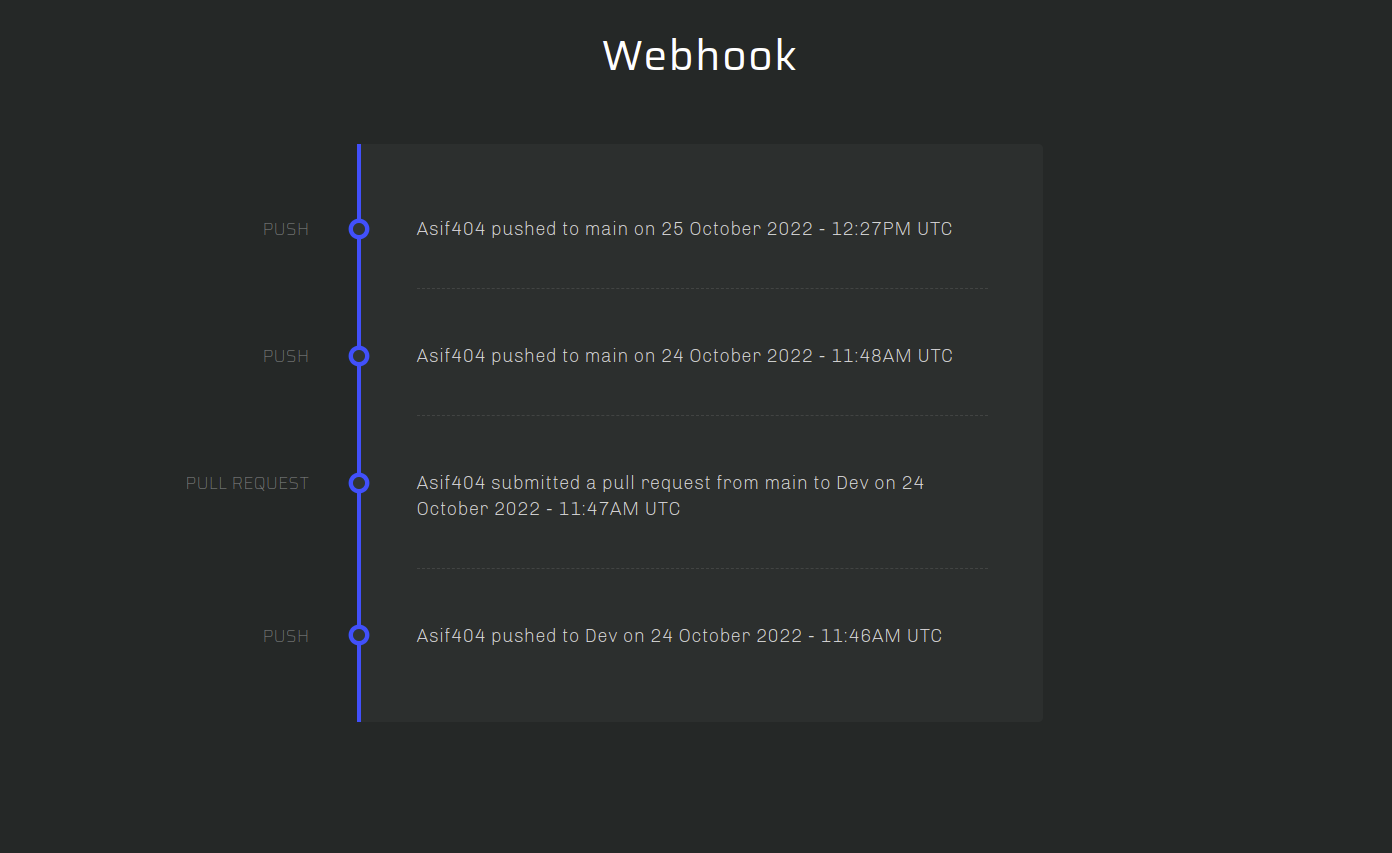 Webhook
PUSH
Asif404 pushed to main on 25 October 2022 - 12:27PM UTC
PUSH
Asif404 pushed to main on 24 October 2022 - 11:48AM UTC
PULL REQUEST
Asif404 submitted a pull request from main to Dev on 24
October 2022 - 11:47AM UTC
PUSH
Asif404 pushed to Dev on 24 October 2022 - 11:46AM UTC